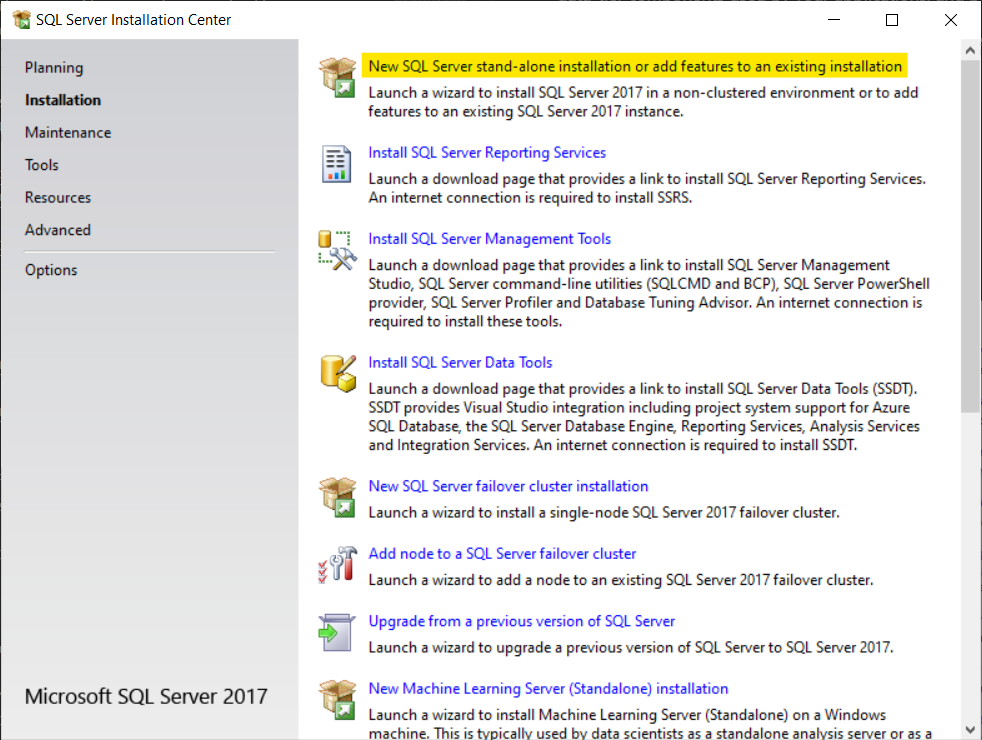 SQL Server Installation Center
Planning
Installation
Maintenance
Tools
Resources
Advanced
Options
Microsoft SQL Server 2017
New SQL Server stand-alone installation or add features to an existing installation
Launch a wizard to install SQL Server 2017 in a non-clustered environment or to add
features to an existing SQL Server 2017 instance.
Install SQL Server Reporting Services
Launch a download page that provides a link to install SQL Server Reporting Services.
An internet connection is required to install SSRS.
Install SQL Server Management Tools
Launch a download page that provides a link to install SQL Server Management
Studio, SQL Server command-line utilities (SQLCMD and BCP), SQL Server PowerShell
provider, SQL Server Profiler and Database Tuning Advisor. An internet connection is
required to install these tools.
Install SQL Server Data Tools
Launch a download page that provides a link to install SQL Server Data Tools (SSDT).
SSDT provides Visual Studio integration including project system support for Azure
SQL Database, the SQL Server Database Engine, Reporting Services, Analysis Services
and Integration Services. An internet connection is required to install SSDT.
New SQL Server failover cluster installation
Launch a wizard to install a single-node SQL Server 2017 failover cluster.
Add node to a SQL Server failover cluster
Launch a wizard to add a node to an existing SQL Server 2017 failover cluster.
Upgrade from a previous version of SQL Server
Launch a wizard to upgrade a previous version of SQL Server to SQL Server 2017.
New Machine Learning Server (Standalone) installation
Launch a wizard to install Machine Learning Server (Standalone) on a Windows
machine. This is typically used by data scientists as a standalone analysis server or as a